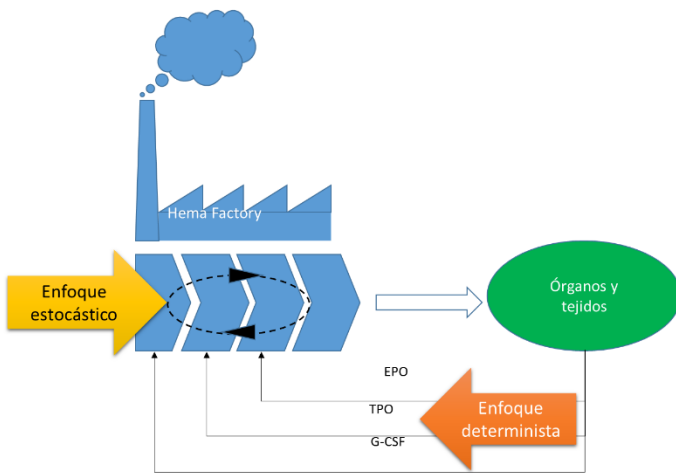 Hema Factory
Enfoque
estocástico
Órganos y
tejidos
EPO
TPO
G-CSF
Enfoque
determinista